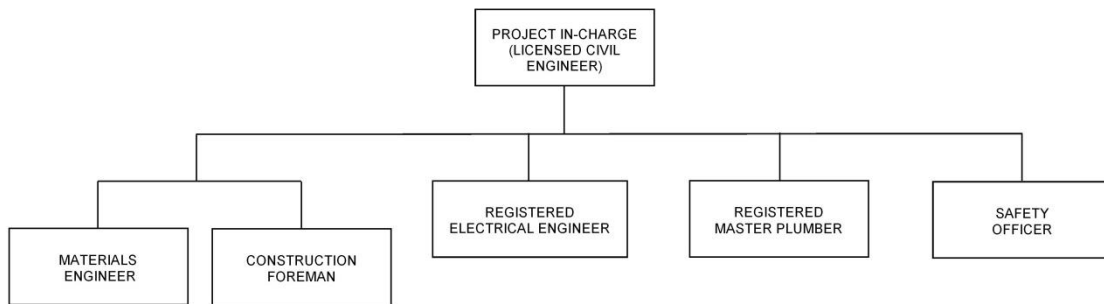 PROJECT IN-CHARGE
(LICENSED CIVIL
ENGINEER)
REGISTERED
ELECTRICAL ENGINEER
REGISTERED
MASTER PLUMBER
SAFETY
OFFICER
MATERIALS
ENGINEER
CONSTRUCTION
FOREMAN